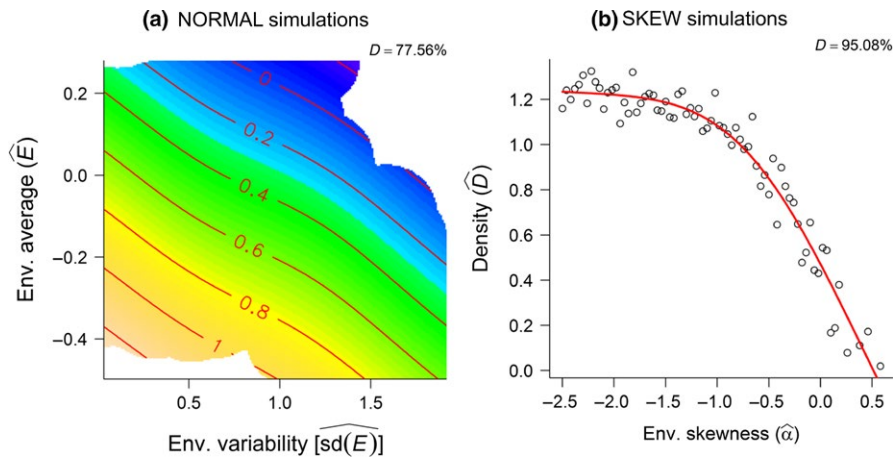 (a) NORMAL simulations
D = 77.56%
Env. average (Ê)
0.2
0.0
−0.2
−0.4
0
0.2
0.4
0.6
0.8
1
0.5 1.0 1.5
Env. variability [sd(E)]
(b) SKEW simulations
D = 95.08%
Density (D̂)
1.2
1.0
0.8
0.6
0.4
0.2
0.0
−2.5 −2.0 −1.5 −1.0 −0.5 0.0 0.5
Env. skewness (α̂)